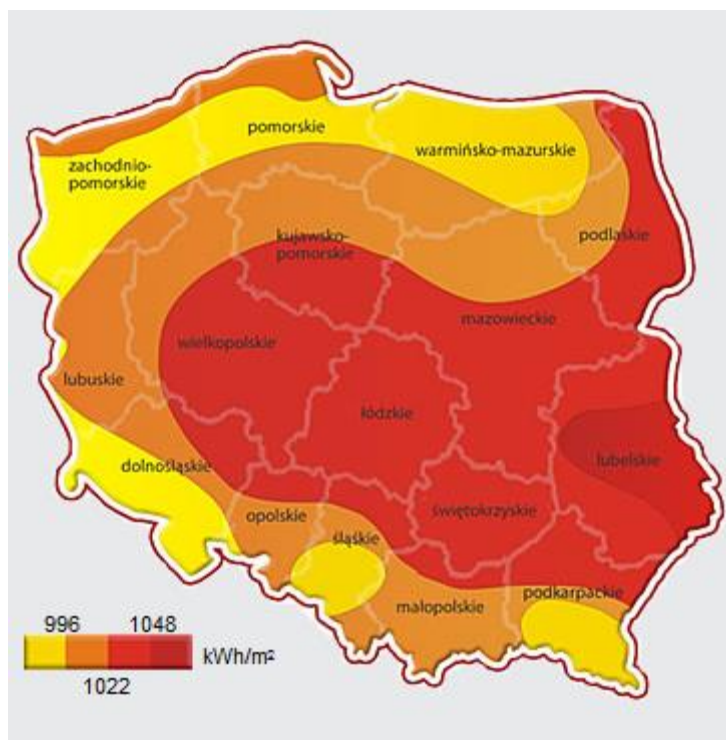 pomorskie
zachodnio-
pomorskie
warmińsko-mazurskie
kujawsko-
pomorskie
podlaskie
mazowieckie
wielkopolskie
lubuskie
łódzkie
dolnośląskie
lubelskie
opolskie
świętokrzyskie
śląśkie
małopolskie
podkarpackie
996 1048
kWh/m²
1022